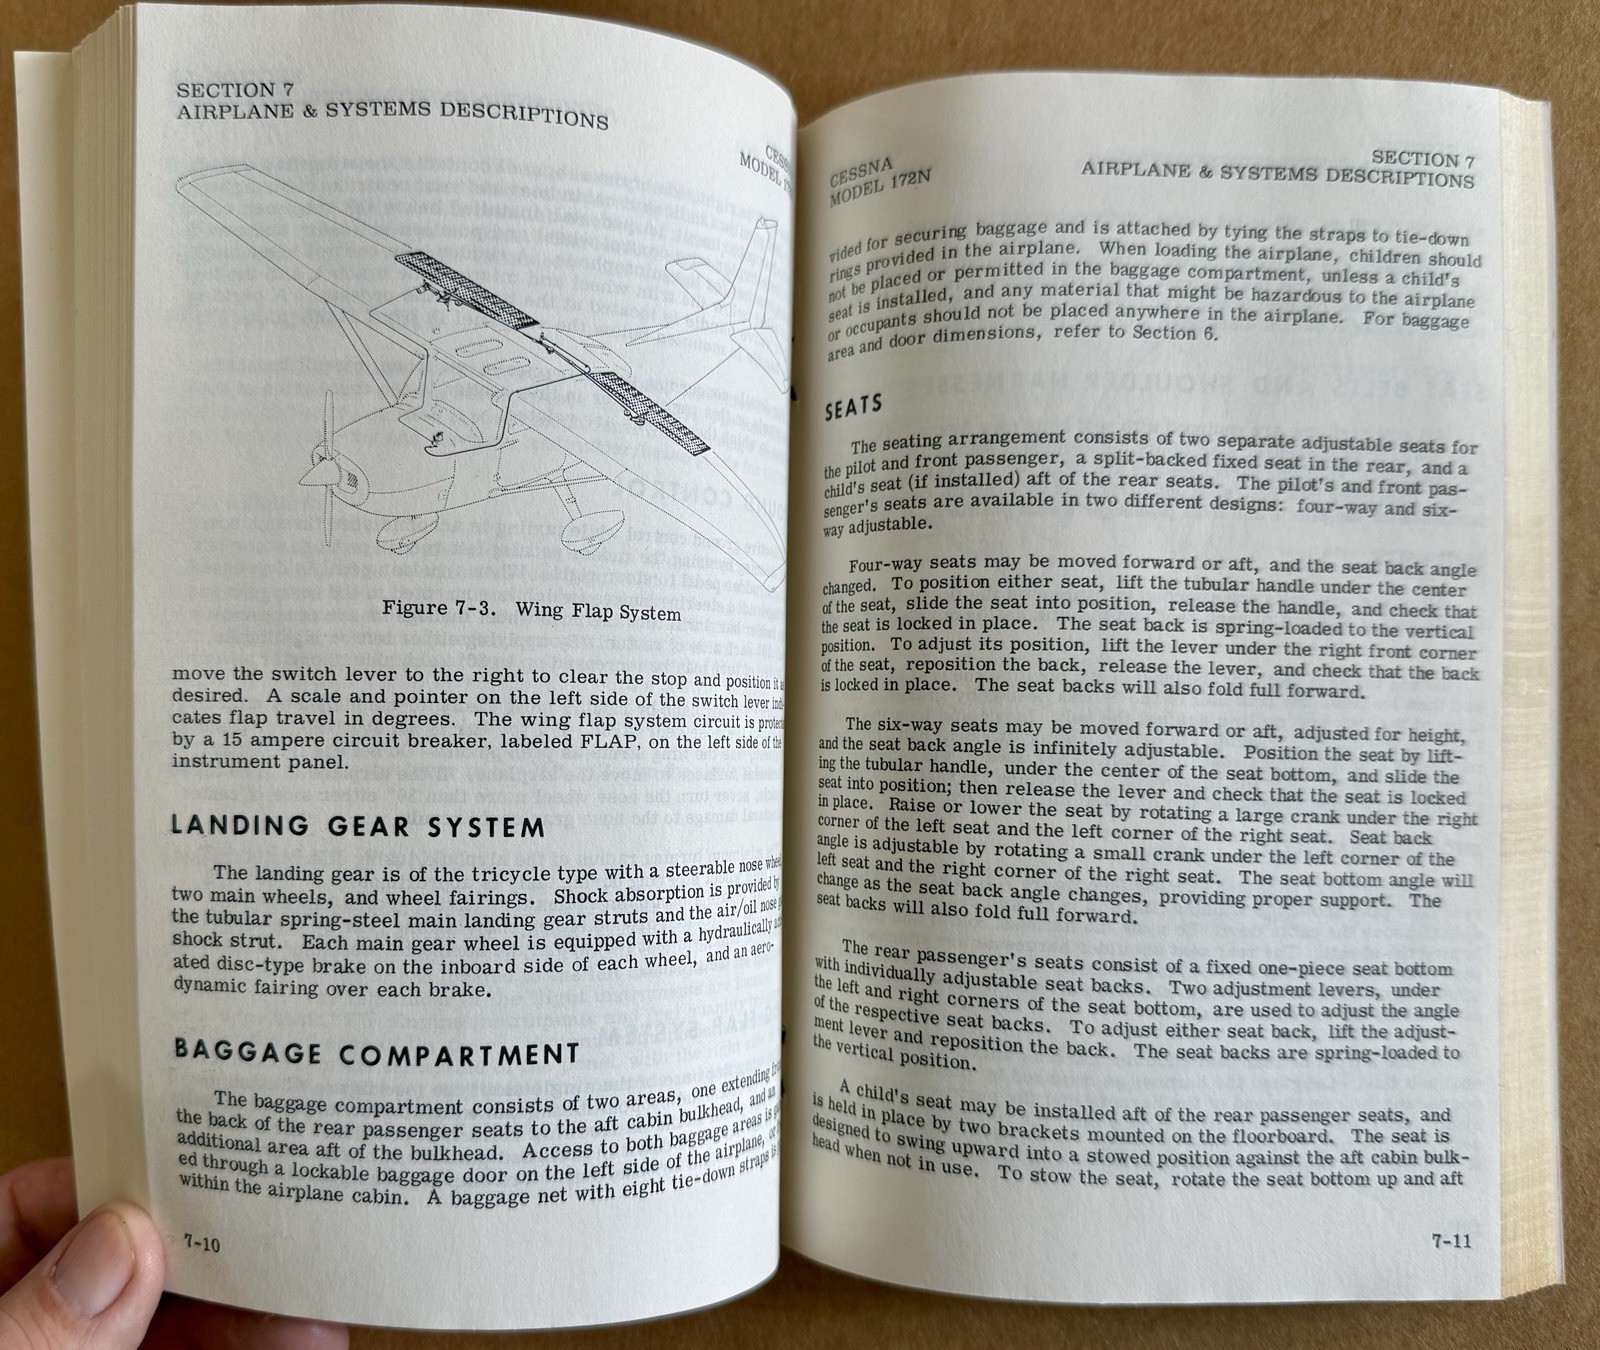 SECTION 7
AIRPLANE & SYSTEMS DESCRIPTIONS
MODEL
Figure 7-3. Wing Flap System
move the switch lever to the right to clear the stop and position it
desired. A scale and pointer on the left side of the switch lever indi-
cates flap travel in degrees. The wing flap system circuit is
by a 15 ampere circuit breaker, labeled FLAP, on the left side of the
instrument panel.
LANDING GEAR SYSTEM
The landing gear is of the tricycle type with a steerable nose
two main wheels, and wheel fairings. Shock absorption is provided by
the tubular spring-steel main landing gear struts and the air/oil nose
shock strut. Each main gear wheel is equipped with a hydraulically
ated disc-type brake on the inboard side of each wheel, and an aero-
dynamic fairing over each brake.
BAGGAGE COMPARTMENT
The baggage compartment consists of two areas, one extending
the back of the rear passenger seats to the aft cabin bulkhead, and an
additional area aft of the bulkhead. Access to both baggage areas is
ed through a lockable baggage door on the left side of the airplane, or
within the airplane cabin. A baggage net with eight tie-down straps
7-10
CESSNA
MODEL 172N
SECTION 7
AIRPLANE & SYSTEMS DESCRIPTIONS
vided for securing baggage and is attached by tying the straps to tie-down
rings provided in the airplane. When loading the airplane, children should
not be placed or permitted in the baggage compartment, unless a child's
seat is installed, and any material that might be hazardous to the airplane
or occupants should not be placed anywhere in the airplane. For baggage
area and door dimensions, refer to Section 6.
SEATS
The seating arrangement consists of two separate adjustable seats for
the pilot and front passenger, a split-backed fixed seat in the rear, and a
child's seat (if installed) aft of the rear seats. The pilot's and front pas-
senger's seats are available in two different designs: four-way and six-
way adjustable.
Four-way seats may be moved forward or aft, and the seat back angle
changed. To position either seat, lift the tubular handle under the center
of the seat, slide the seat into position, release the handle, and check that
the seat is locked in place. The seat back is spring-loaded to the vertical
position. To adjust its position, lift the lever under the right front corner
of the seat, reposition the back, release the lever, and check that the back
is locked in place. The seat backs will also fold full forward.
The six-way seats may be moved forward or aft, adjusted for height,
and the seat back angle is infinitely adjustable. Position the seat by lift-
ing the tubular handle, under the center of the seat bottom, and slide the
seat into position; then release the lever and check that the seat is locked
in place. Raise or lower the seat by rotating a large crank under the right
corner of the left seat and the left corner of the right seat. Seat back
angle is adjustable by rotating a small crank under the left corner of the
left seat and the right corner of the right seat. The seat bottom angle will
change as the seat back angle changes, providing proper support. The
seat backs will also fold full forward.
The rear passenger's seats consist of a fixed one-piece seat bottom
with individually adjustable seat backs. Two adjustment levers, under
the left and right corners of the seat bottom, are used to adjust the angle
of the respective seat backs. To adjust either seat back, lift the adjust-
ment lever and reposition the back. The seat backs are spring-loaded to
the vertical position.
A child's seat may be installed aft of the rear passenger seats, and
is held in place by two brackets mounted on the floorboard. The seat is
designed to swing upward into a stowed position against the aft cabin bulk-
head when not in use. To stow the seat, rotate the seat bottom up and aft
7-11